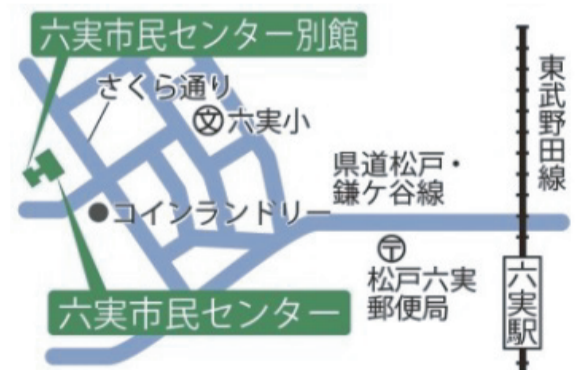 六実市民センター別館
さくら通り
六実小
東武野田線
県道松戸・
鎌ケ谷線
コインランドリー
松戸六実
郵便局
六実駅
六実市民センター